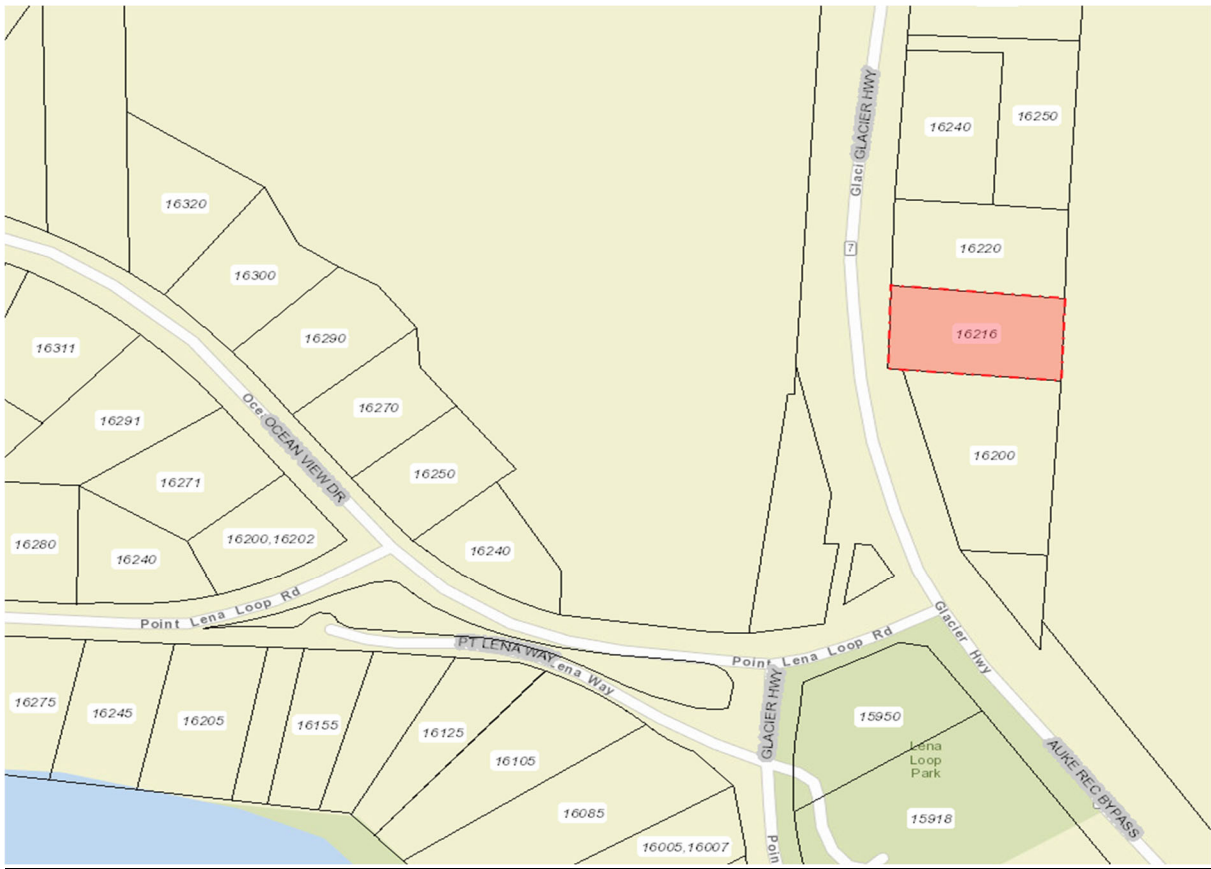 GLACIER HWY
Glaci
16240
16250
16320
16220
7
16300
16290
16216
16311
16270
16291
Oce
OCEAN VIEW DR
16250
16200
16271
16280
16240
16200,16202
16240
Point Lena Loop Rd
PT LENA WAY
ena Way
Point Lena Loop Rd
Glacier Hwy
GLACIER HWY
16275
16245
16205
16155
16125
16105
16085
16005,16007
15950
Lena
Loop
Park
15918
AUKE REC BYPASS
Poin